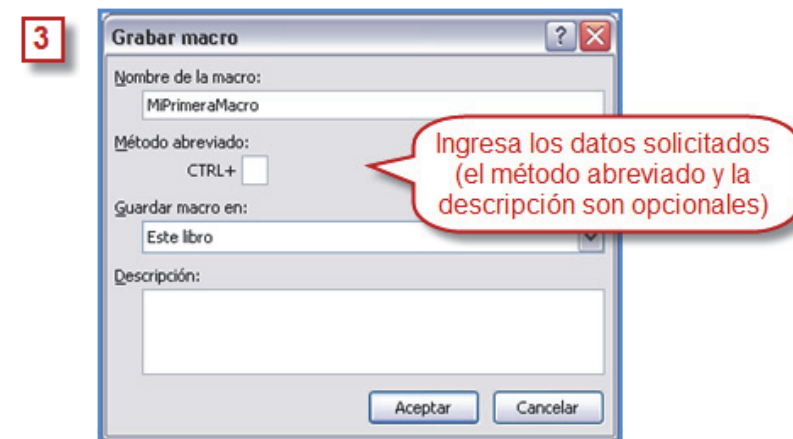 3
Grabar macro
Nombre de la macro:
MiPrimeraMacro
Método abreviado:
CTRL+
Ingresa los datos solicitados
(el método abreviado y la
descripción son opcionales)
Guardar macro en:
Este libro
Descripción:
Aceptar
Cancelar